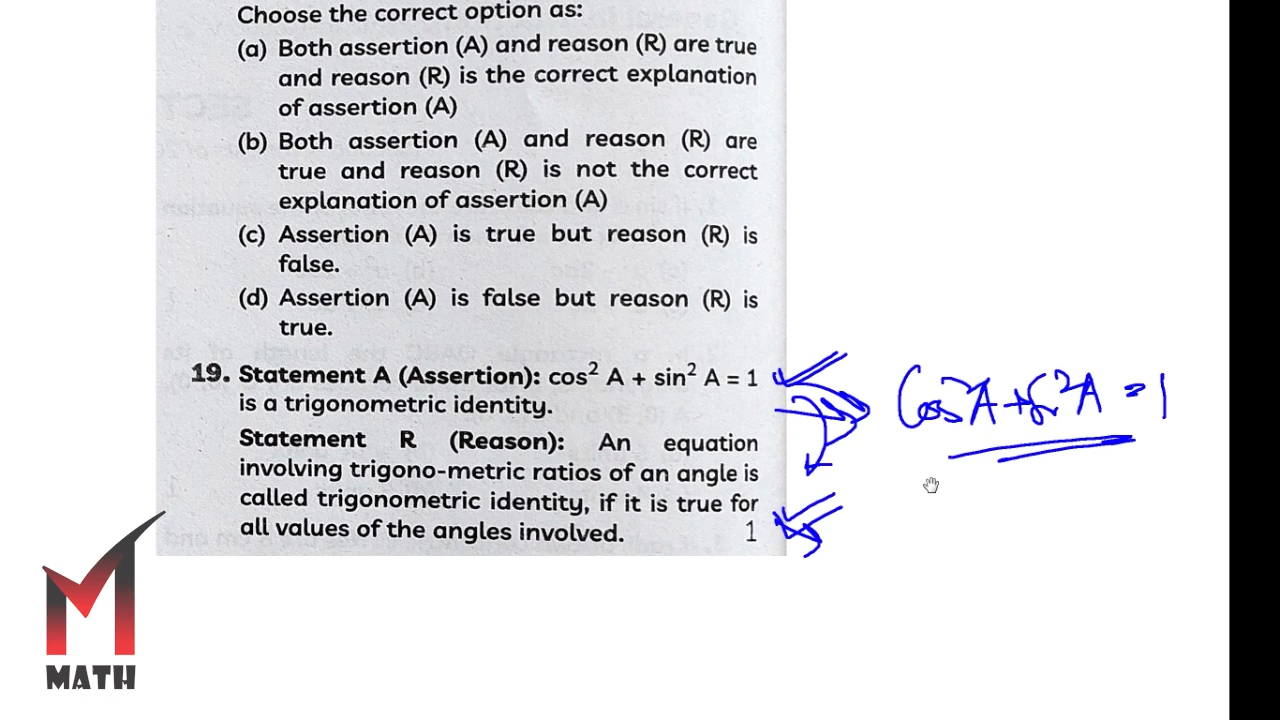 Choose the correct option as:
(a) Both assertion (A) and reason (R) are true
and reason (R) is the correct explanation
of assertion (A)
(b) Both assertion (A) and reason (R) are
true and reason (R) is not the correct
explanation of assertion (A)
(c) Assertion (A) is true but reason (R) is
false.
(d) Assertion (A) is false but reason (R) is
true.
19. Statement A (Assertion): cos² A + sin² A = 1
is a trigonometric identity.
Statement R (Reason): An equation
involving trigono-metric ratios of an angle is
called trigonometric identity, if it is true for
all values of the angles involved. 1
Cos²A + sin²A = 1
MATH